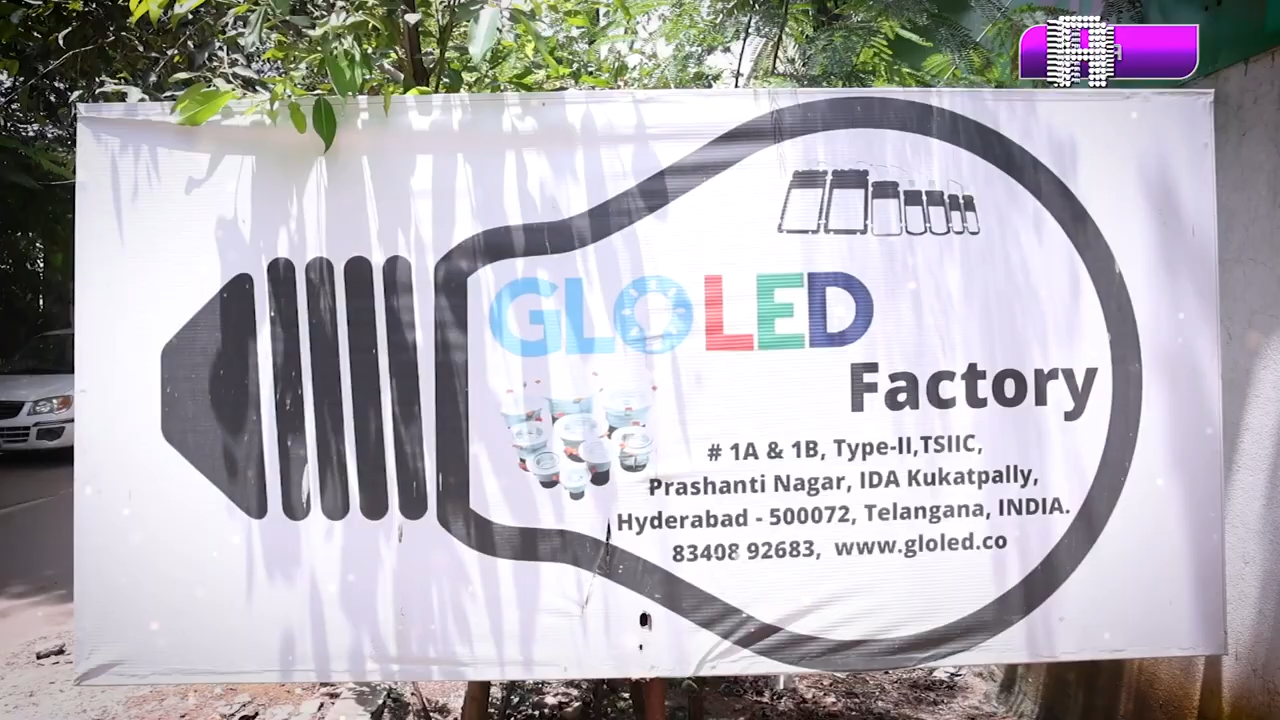 A
GLOLED
Factory
# 1A & 1B, Type-II,TSIIC,
Prashanti Nagar, IDA Kukatpally,
Hyderabad - 500072, Telangana, INDIA.
83408 92683, www.gloled.co